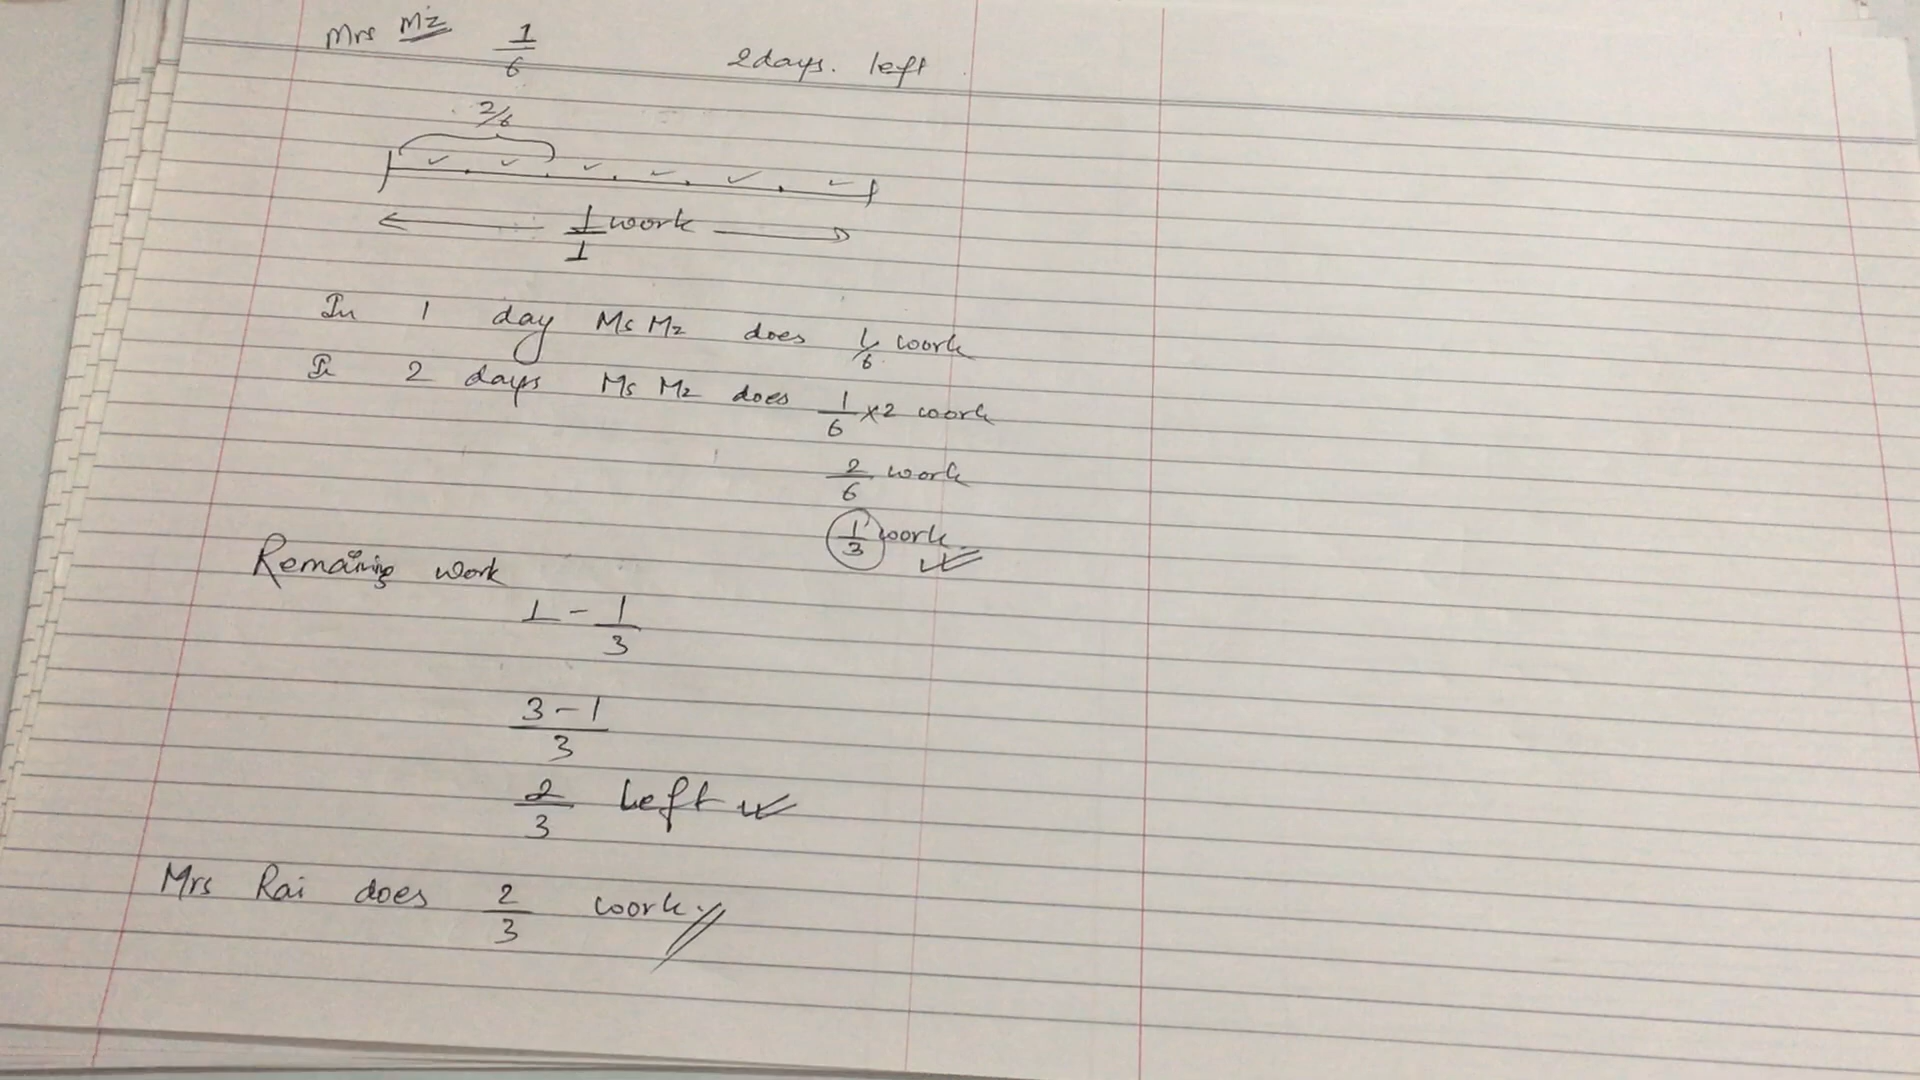 Mrs Mz 1/6 2days. left
2/6
1/1 work
In 1 day Ms Mz does 1/6 work
In 2 days Ms Mz does 1/6 x 2 work
2/6 work
1/3 work
Remaining work
1 - 1/3
3 - 1/3
2/3 left
Mrs Rai does 2/3 work